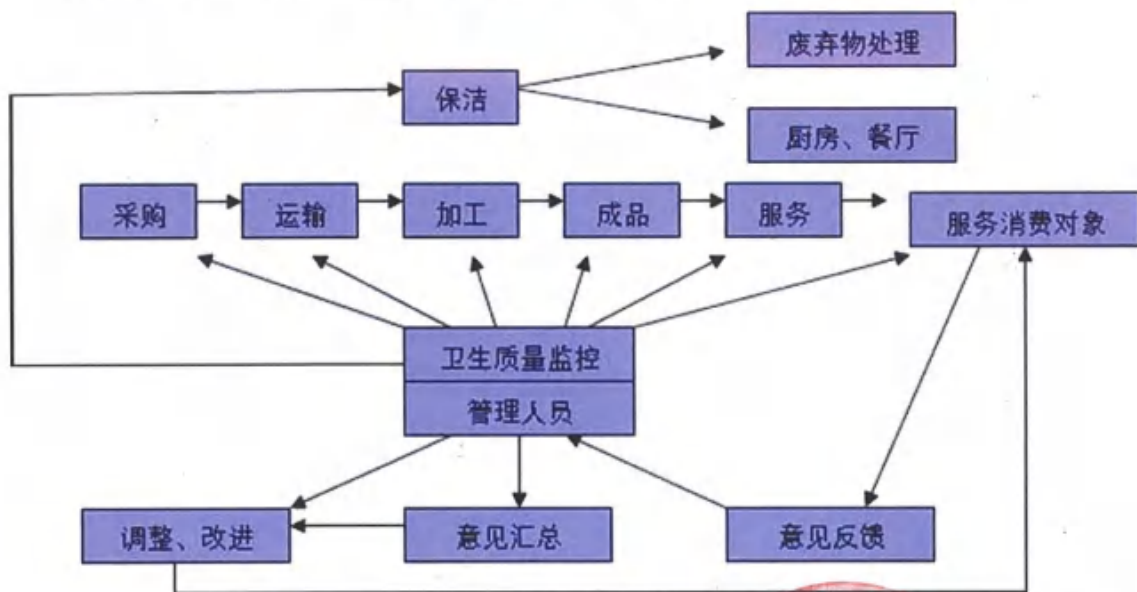 废弃物处理
保洁
厨房、餐厅
采购
运输
加工
成品
服务
服务消费对象
卫生质量监控
管理人员
调整、改进
意见汇总
意见反馈